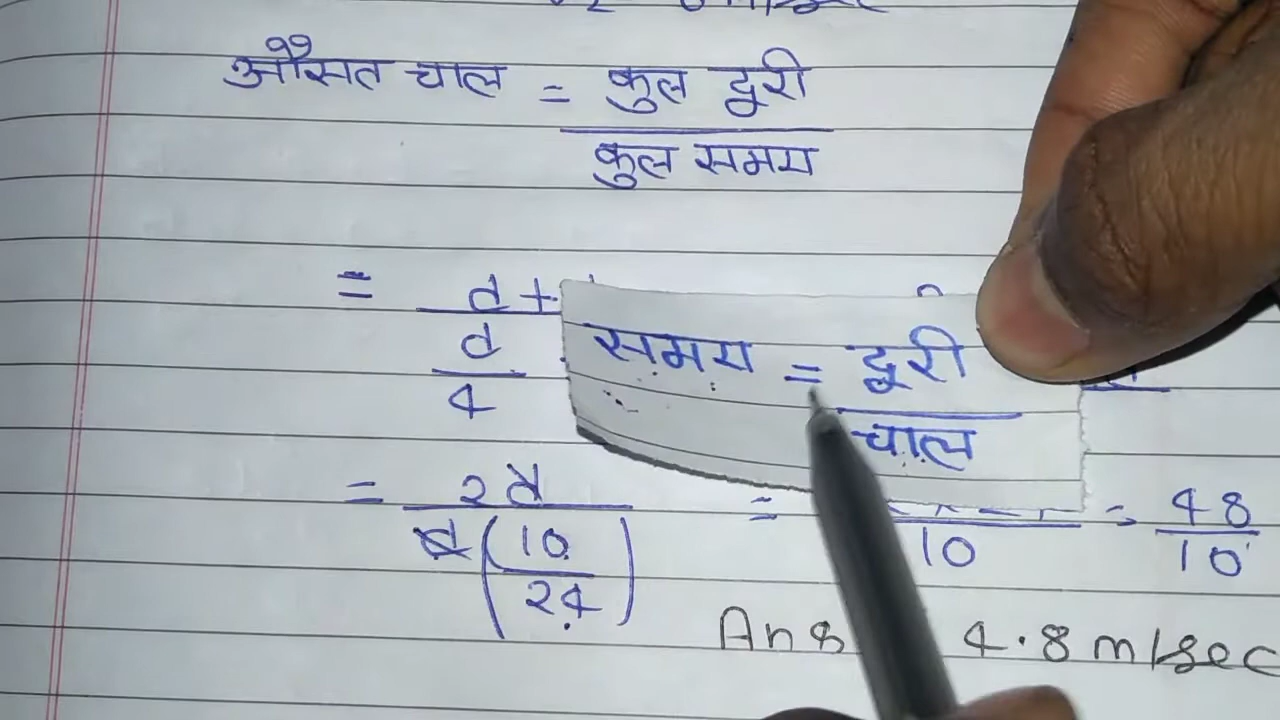 औसत चाल = कुल दूरी
कुल समय
= d +
d
4
समय = दूरी
चाल
= 2d = = 48
d ( 10 ) 10 10
24
Ans 4.8 m/sec